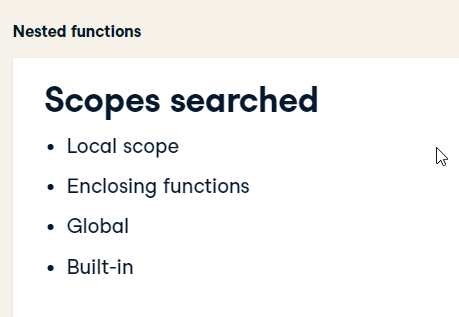 Nested functions
Scopes searched
• Local scope
• Enclosing functions
• Global
• Built-in